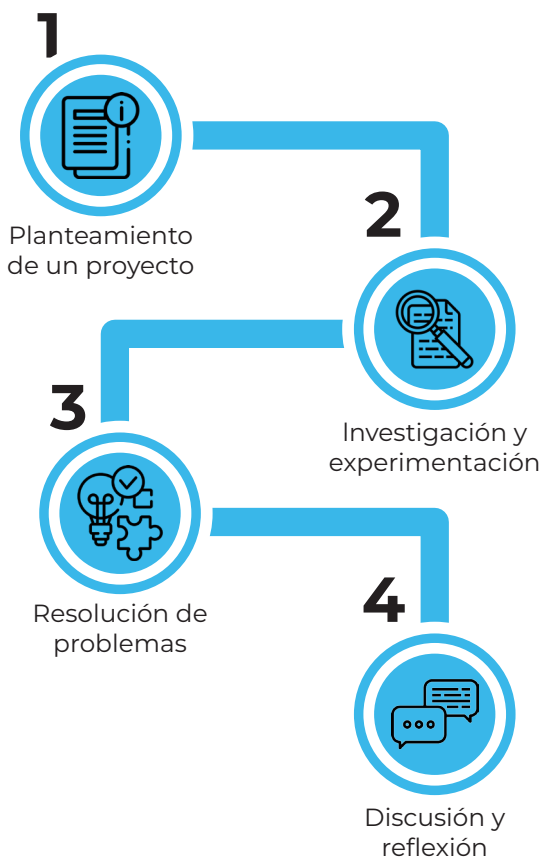 1
Planteamiento
de un proyecto
2
Investigación y
experimentación
3
Resolución de
problemas
4
Discusión y
reflexión